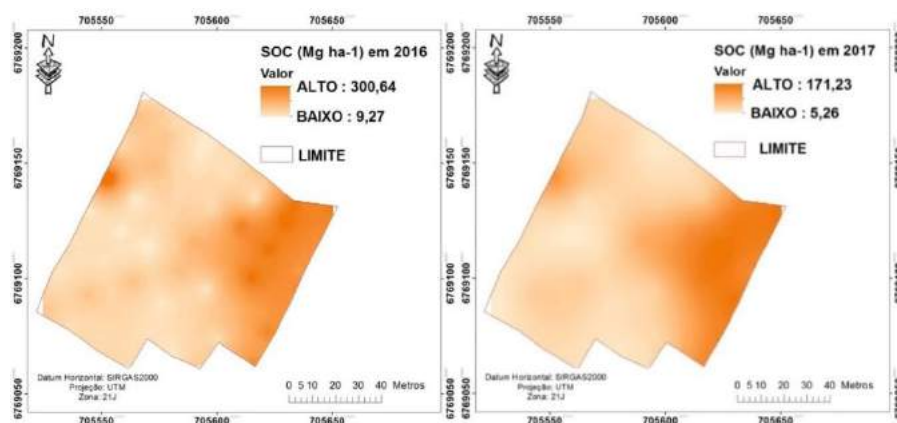 705550 705600 705650
N
SOC (Mg ha-1) em 2016
Valor
ALTO : 300,64
BAIXO : 9,27
LIMITE
6769200
6769150
6769100
6769050
6769200
6769150
6769100
6769050
Datum Horizontal: SIRGAS2000
Projeção: UTM
Zona: 21J
0 5 10 20 30 40 Metros
705550 705600 705650
705550 705600 705650
N
SOC (Mg ha-1) em 2017
Valor
ALTO : 171,23
BAIXO : 5,26
LIMITE
6769200
6769150
6769100
6769050
Datum Horizontal: SIRGAS2000
Projeção: UTM
Zona: 21J
0 5 10 20 30 40 Metros
705550 705600 705650